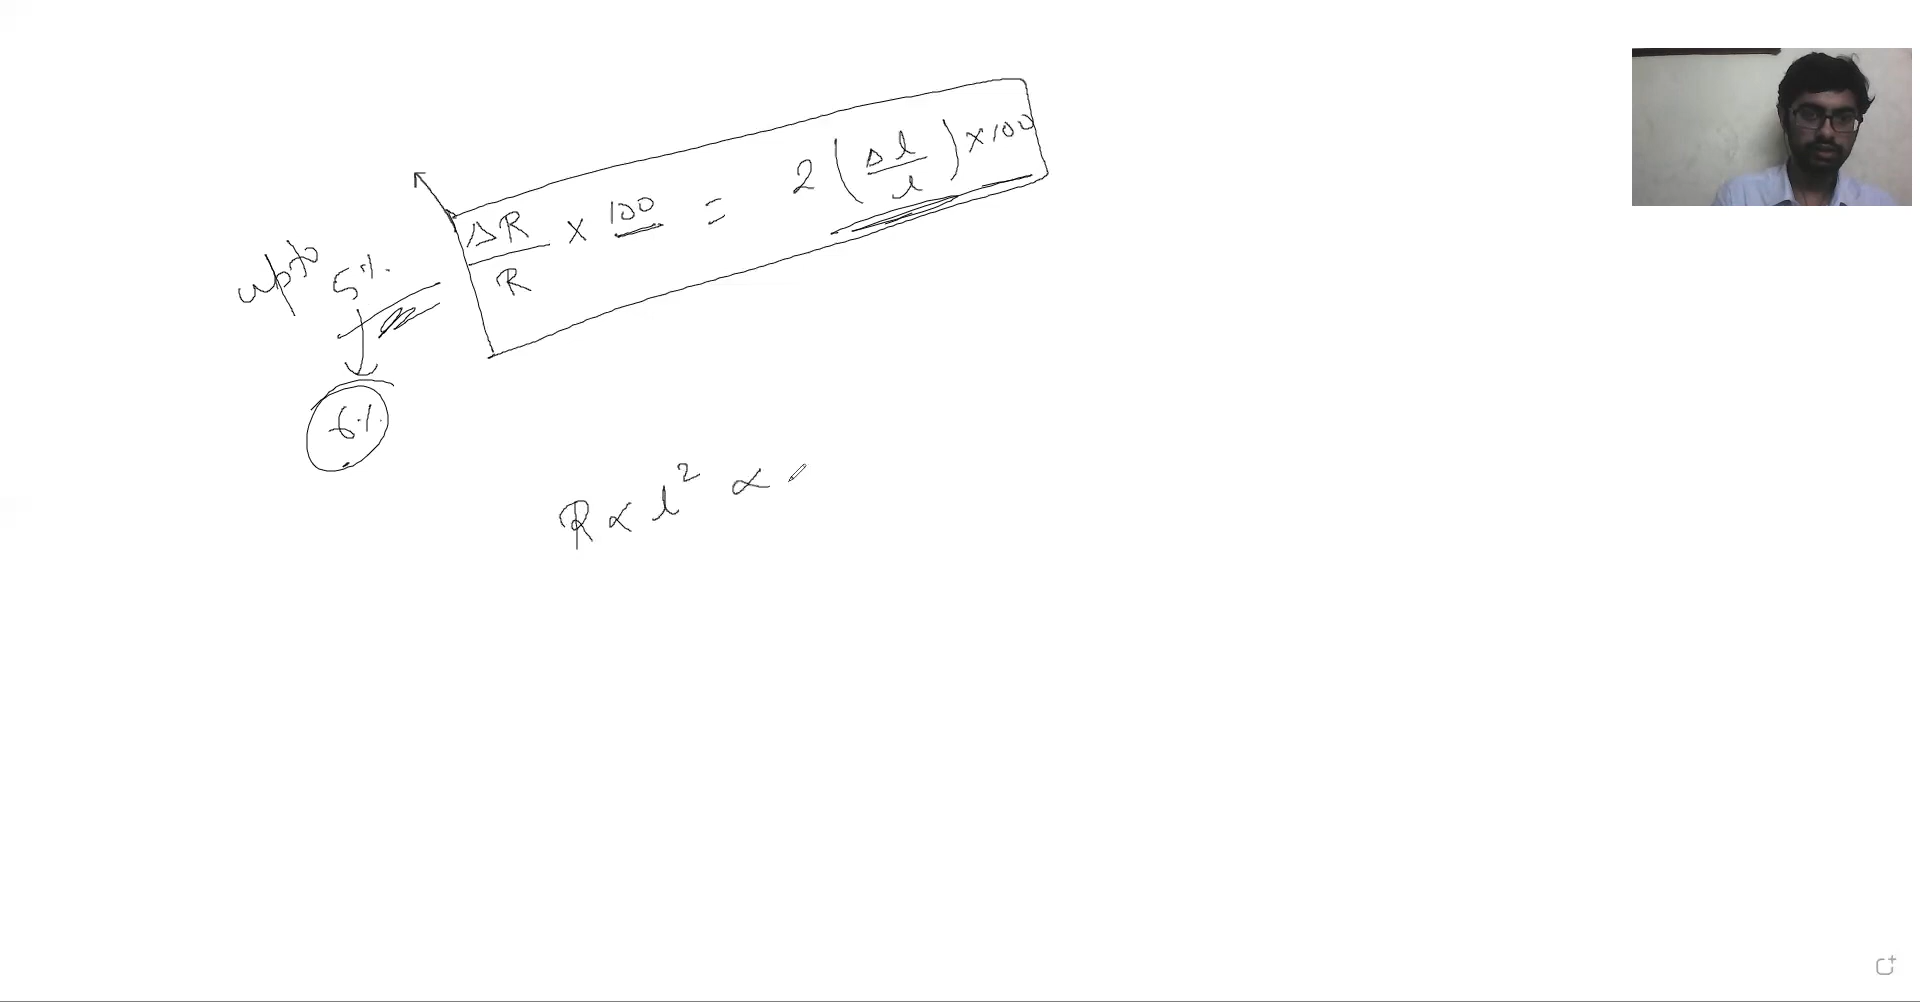 ΔR/R × 100 = 2 (Δl/l) × 100
upto 5%
6%
R ∝ l² ∝